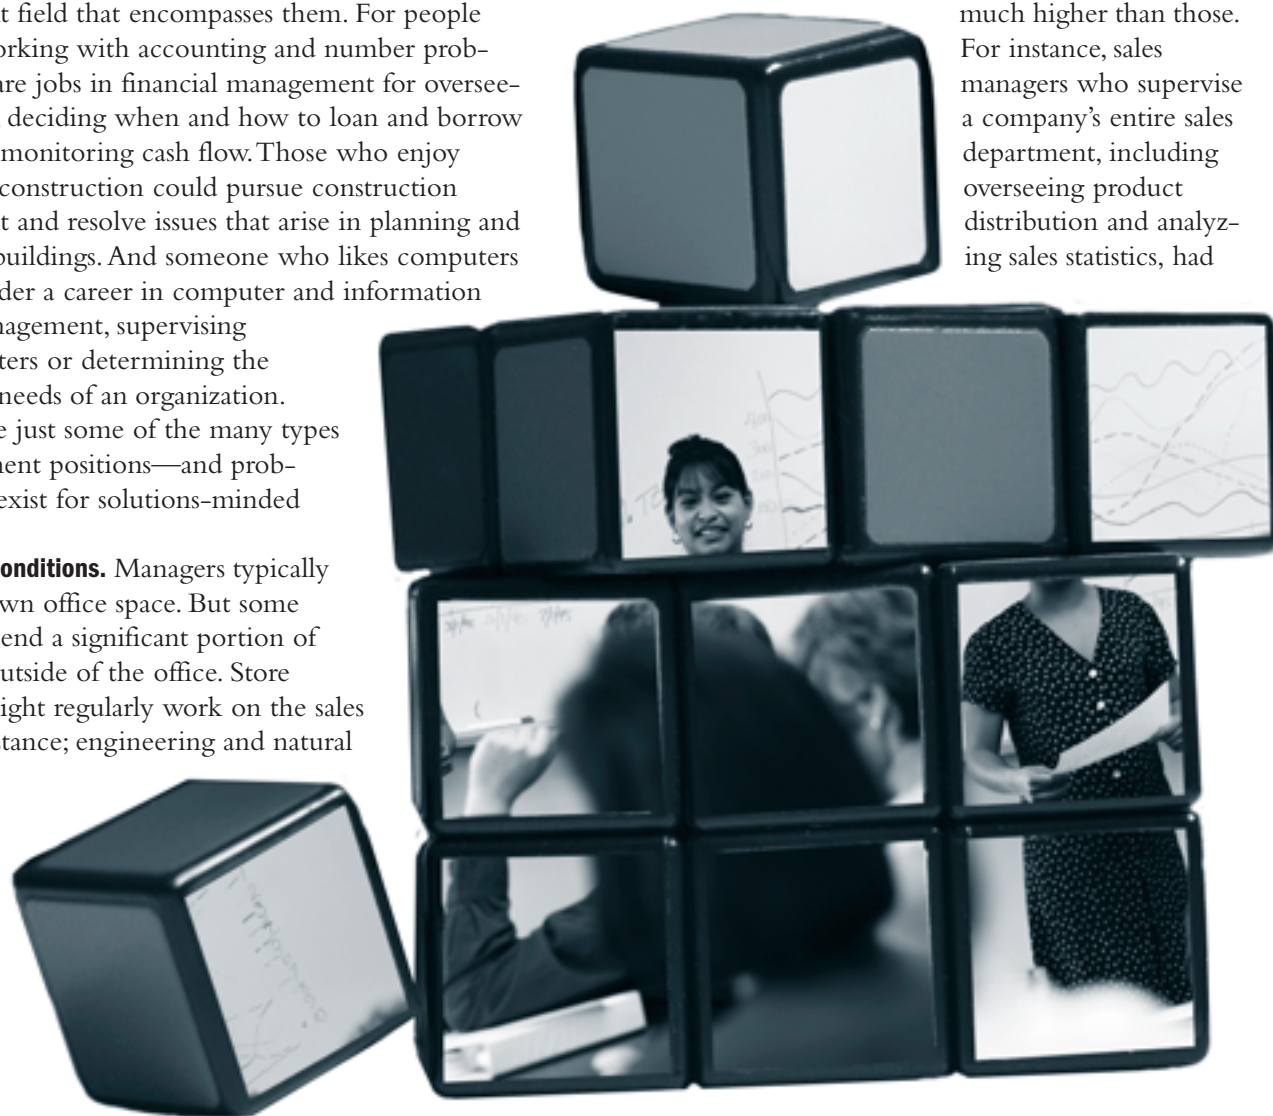 t field that encompasses them. For people
orking with accounting and number prob-
are jobs in financial management for oversee-
deciding when and how to loan and borrow
monitoring cash flow. Those who enjoy
construction could pursue construction
t and resolve issues that arise in planning and
buildings. And someone who likes computers
der a career in computer and information
nagement, supervising
ters or determining the
needs of an organization.
e just some of the many types
nent positions—and prob-
exist for solutions-minded
onditions. Managers typically
wn office space. But some
end a significant portion of
utside of the office. Store
ight regularly work on the sales
stance; engineering and natural
much higher than those.
For instance, sales
managers who supervise
a company’s entire sales
department, including
overseeing product
distribution and analyz-
ing sales statistics, had